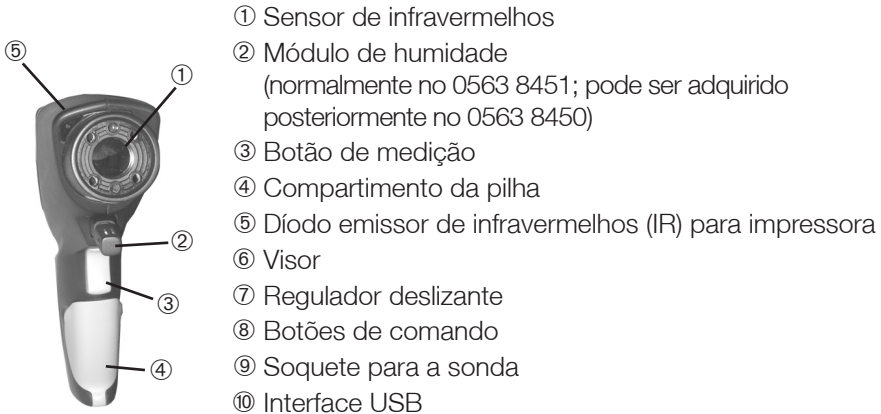 ① Sensor de infravermelhos
② Módulo de humidade
(normalmente no 0563 8451; pode ser adquirido
posteriormente no 0563 8450)
③ Botão de medição
④ Compartimento da pilha
⑤ Díodo emissor de infravermelhos (IR) para impressora
⑥ Visor
⑦ Regulador deslizante
⑧ Botões de comando
⑨ Soquete para a sonda
⑩ Interface USB
⑤
①
②
③
④